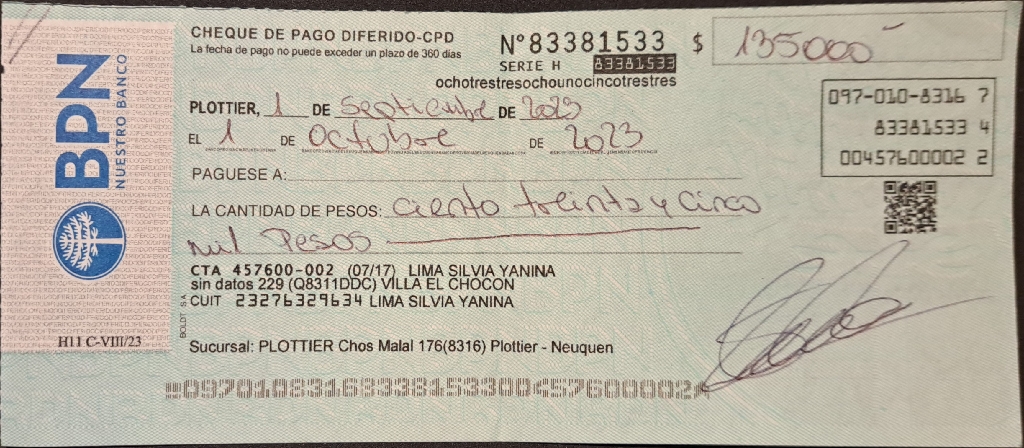 BPN
NUESTRO BANCO
H11 C-VIII/23
CHEQUE DE PAGO DIFERIDO-CPD
La fecha de pago no puede exceder un plazo de 360 dias
N° 83381533 $ 135000
SERIE H 83381533
ochotrestresochounocincotrestres
PLOTTIER, 1 DE Septiembre DE 2023
EL 1 DE Octubre DE 2023
097-010-8316 7
83381533 4
00457600002 2
PAGUESE A:
LA CANTIDAD DE PESOS: ciento treinta y cinco
mil Pesos
CTA 457600-002 (07/17) LIMA SILVIA YANINA
sin datos 229 (Q8311DDC) VILLA EL CHOCON
CUIT 23276329634 LIMA SILVIA YANINA
BOLDT S.A
Sucursal: PLOTTIER Chos Malal 176(8316) Plottier - Neuquen
09701083168338153300457600002